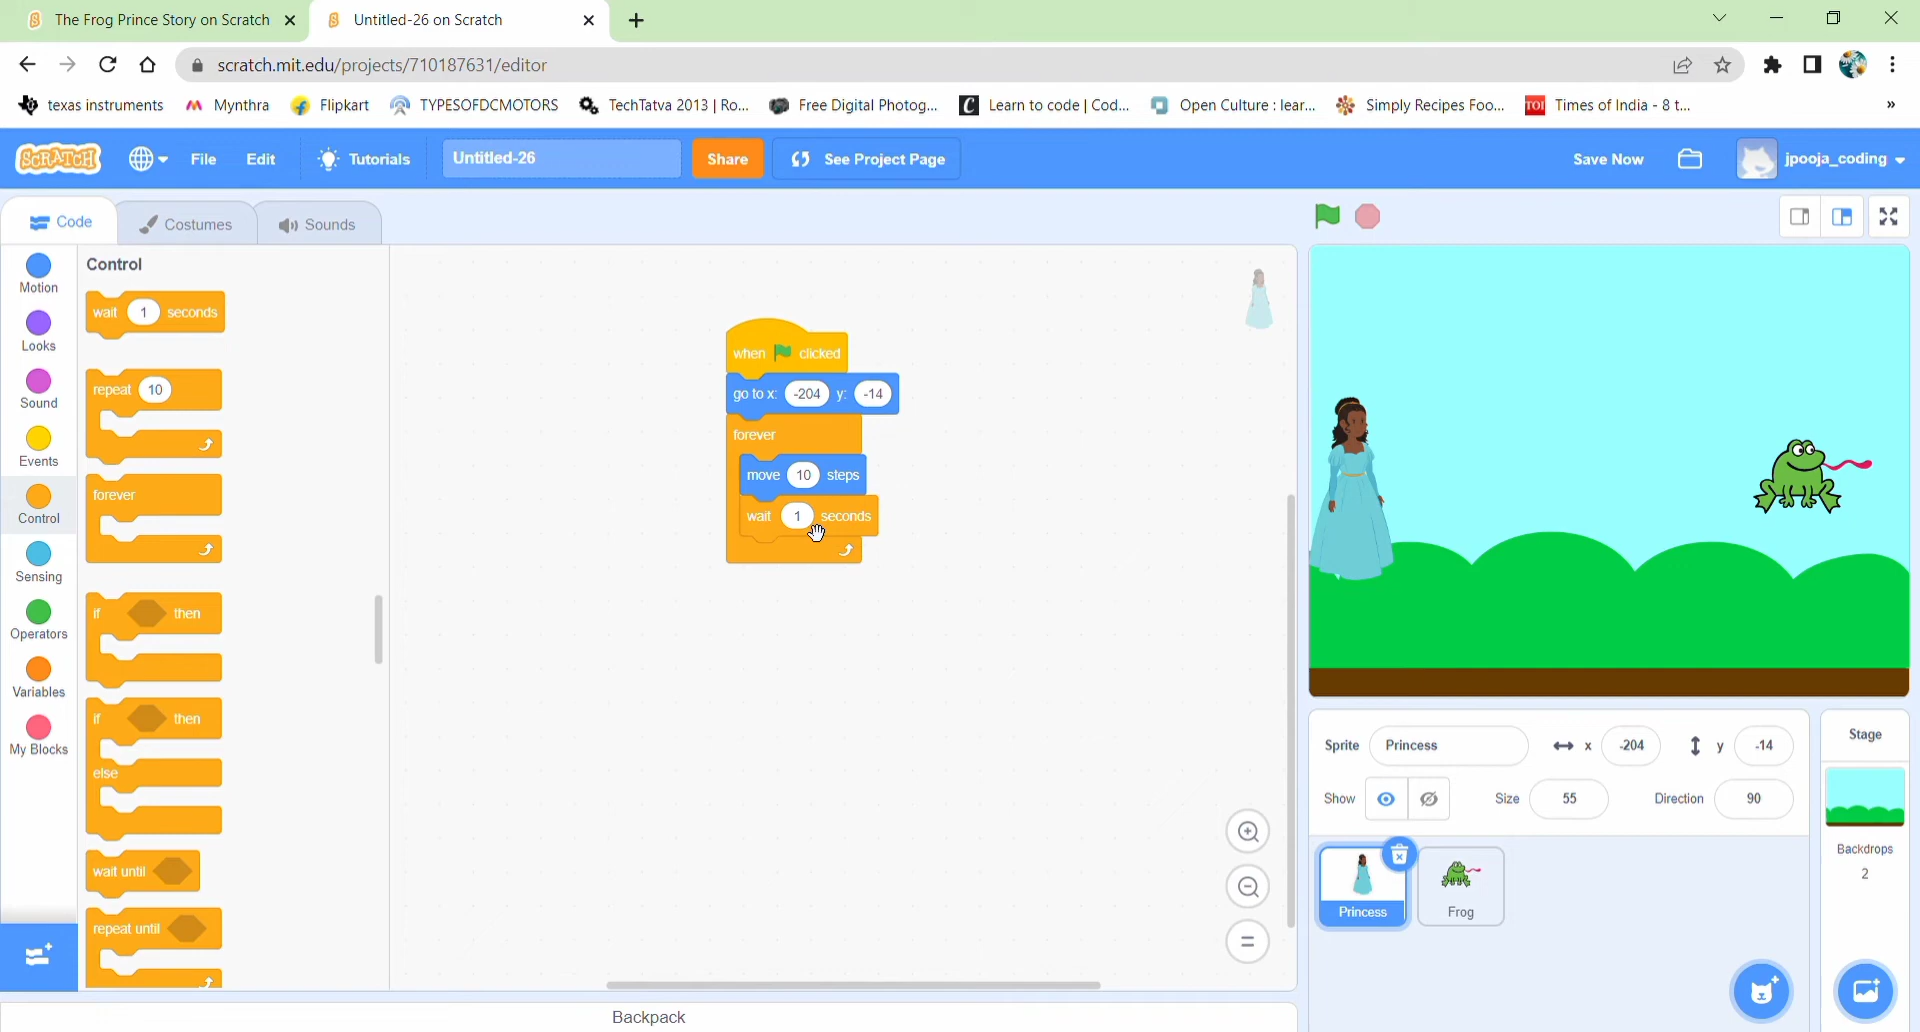 The Frog Prince Story on Scratch
Untitled-26 on Scratch
scratch.mit.edu/projects/710187631/editor
texas instruments
Mynthra
Flipkart
TYPESOFDCMOTORS
TechTatva 2013 | Ro...
Free Digital Photog...
Learn to code | Cod...
Open Culture : lear...
Simply Recipes Foo...
TOI Times of India - 8 t...
SCRATCH
File
Edit
Tutorials
Untitled-26
Share
See Project Page
Save Now
jpooja_coding
Code
Costumes
Sounds
Motion
Looks
Sound
Events
Control
Sensing
Operators
Variables
My Blocks
Control
wait 1 seconds
repeat 10
forever
if then
if then
else
wait until
repeat until
when clicked
go to x: -204 y: -14
forever
move 10 steps
wait 1 seconds
Sprite Princess x -204 y -14
Show Size 55 Direction 90
Princess
Frog
Stage
Backdrops
2
Backpack